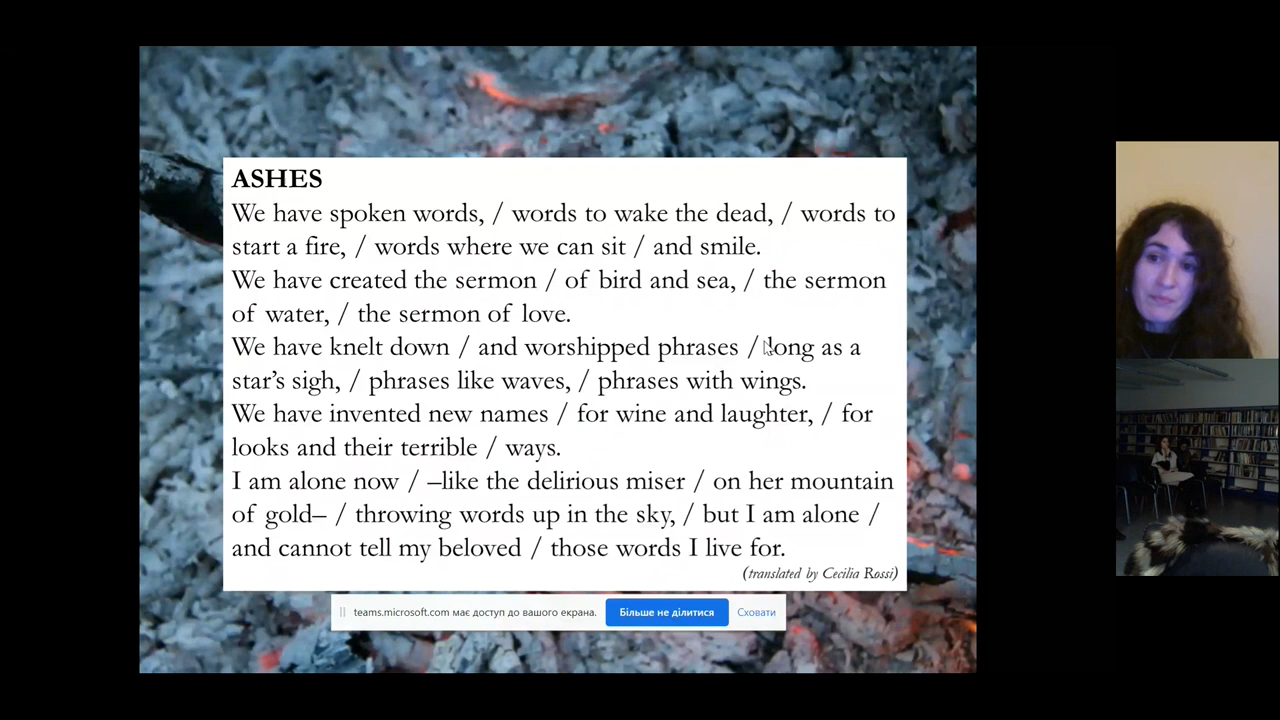 ASHES
We have spoken words, / words to wake the dead, / words to
start a fire, / words where we can sit / and smile.
We have created the sermon / of bird and sea, / the sermon
of water, / the sermon of love.
We have knelt down / and worshipped phrases / long as a
star’s sigh, / phrases like waves, / phrases with wings.
We have invented new names / for wine and laughter, / for
looks and their terrible / ways.
I am alone now / –like the delirious miser / on her mountain
of gold– / throwing words up in the sky, / but I am alone /
and cannot tell my beloved / those words I live for.
(translated by Cecilia Rossi)
teams.microsoft.com має доступ до вашого екрана. Більше не ділитися Сховати